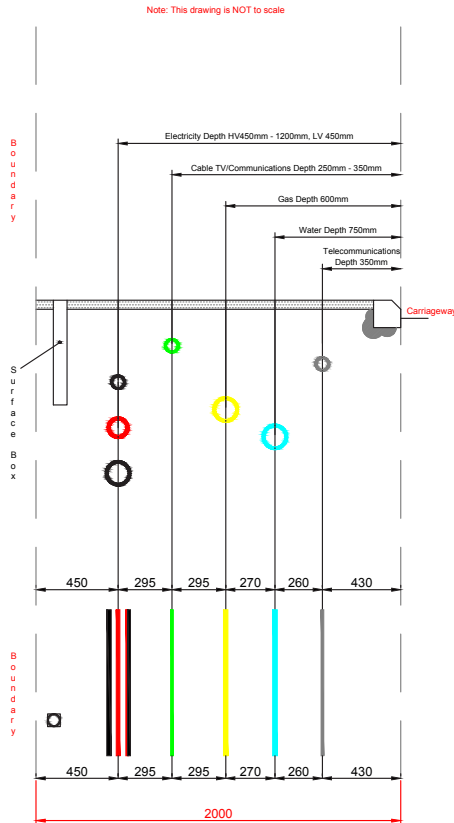 Note: This drawing is NOT to scale
Boundary
Electricity Depth HV450mm - 1200mm, LV 450mm
Cable TV/Communications Depth 250mm - 350mm
Gas Depth 600mm
Water Depth 750mm
Telecommunications
Depth 350mm
Carriageway
Surface Box
450 295 295 270 260 430
Boundary
450 295 295 270 260 430
2000